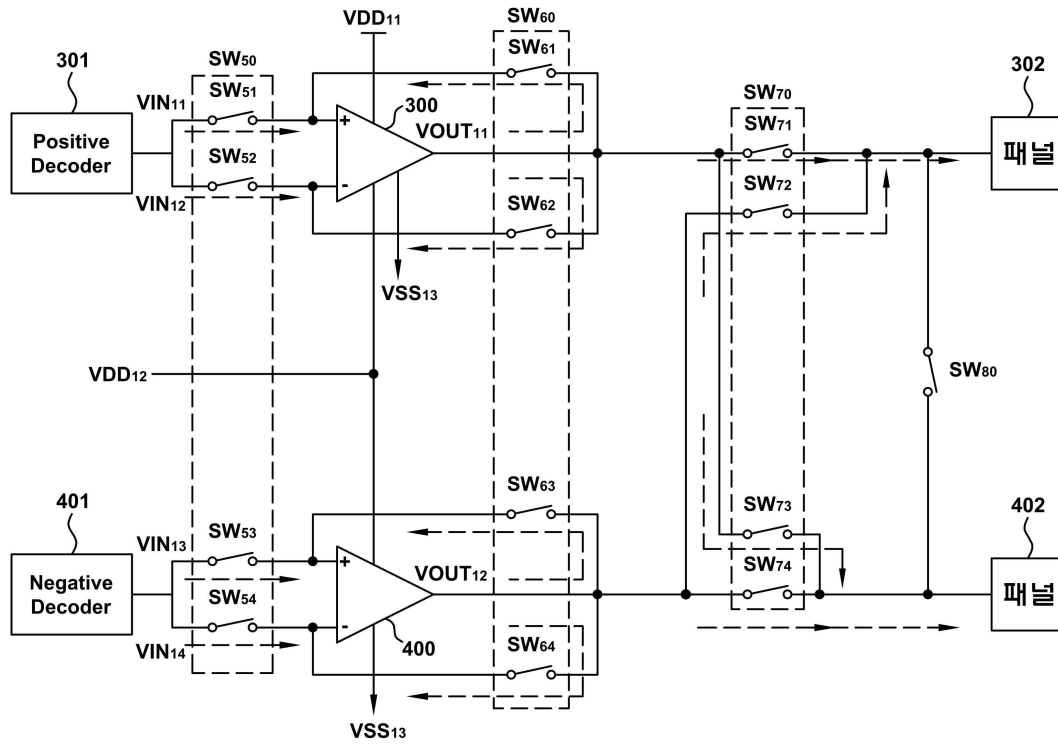 VDD11
SW60
SW61
301
SW50
SW51
VIN11
Positive
Decoder
SW52
VIN12
+
-
300
VOUT11
SW62
VSS13
SW70
SW71
SW72
302
패널
VDD12
SW80
401
SW53
VIN13
Negative
Decoder
SW54
VIN14
+
-
400
VOUT12
SW63
SW64
VSS13
SW73
SW74
402
패널